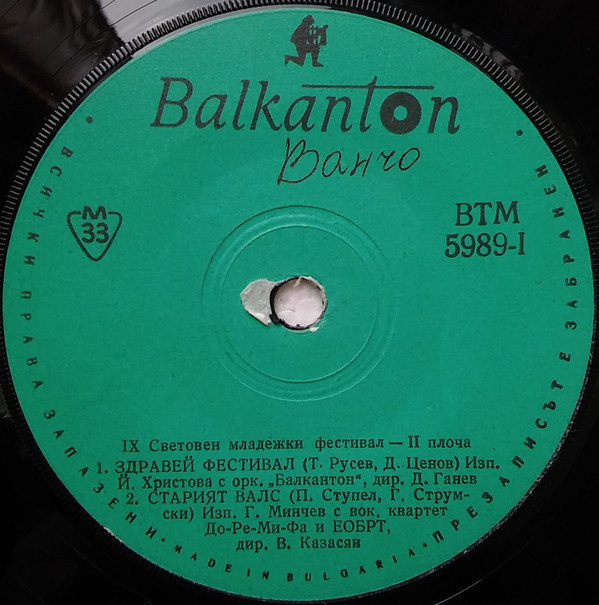 Balkanton
Ванчо
М
33
ВТМ
5989-I
IX Световен младежки фестивал — II плоча
1. ЗДРАВЕЙ ФЕСТИВАЛ (Т. Русев, Д. Ценов) Изп.
Й. Христова с орк. „Балкантон“, дир. Д. Ганев
2. СТАРИЯТ ВАЛС (П. Ступел, Г. Струм-
ски) Изп. Г. Минчев с вок. квартет
До-Ре-Ми-Фа и ЕОБРТ,
дир. В. Казасян
• ВСИЧКИ ПРАВА ЗАПАЗЕНИ • MADE IN BULGARIA • ПРЕЗАПИСЪТ Е ЗАБРАНЕН •